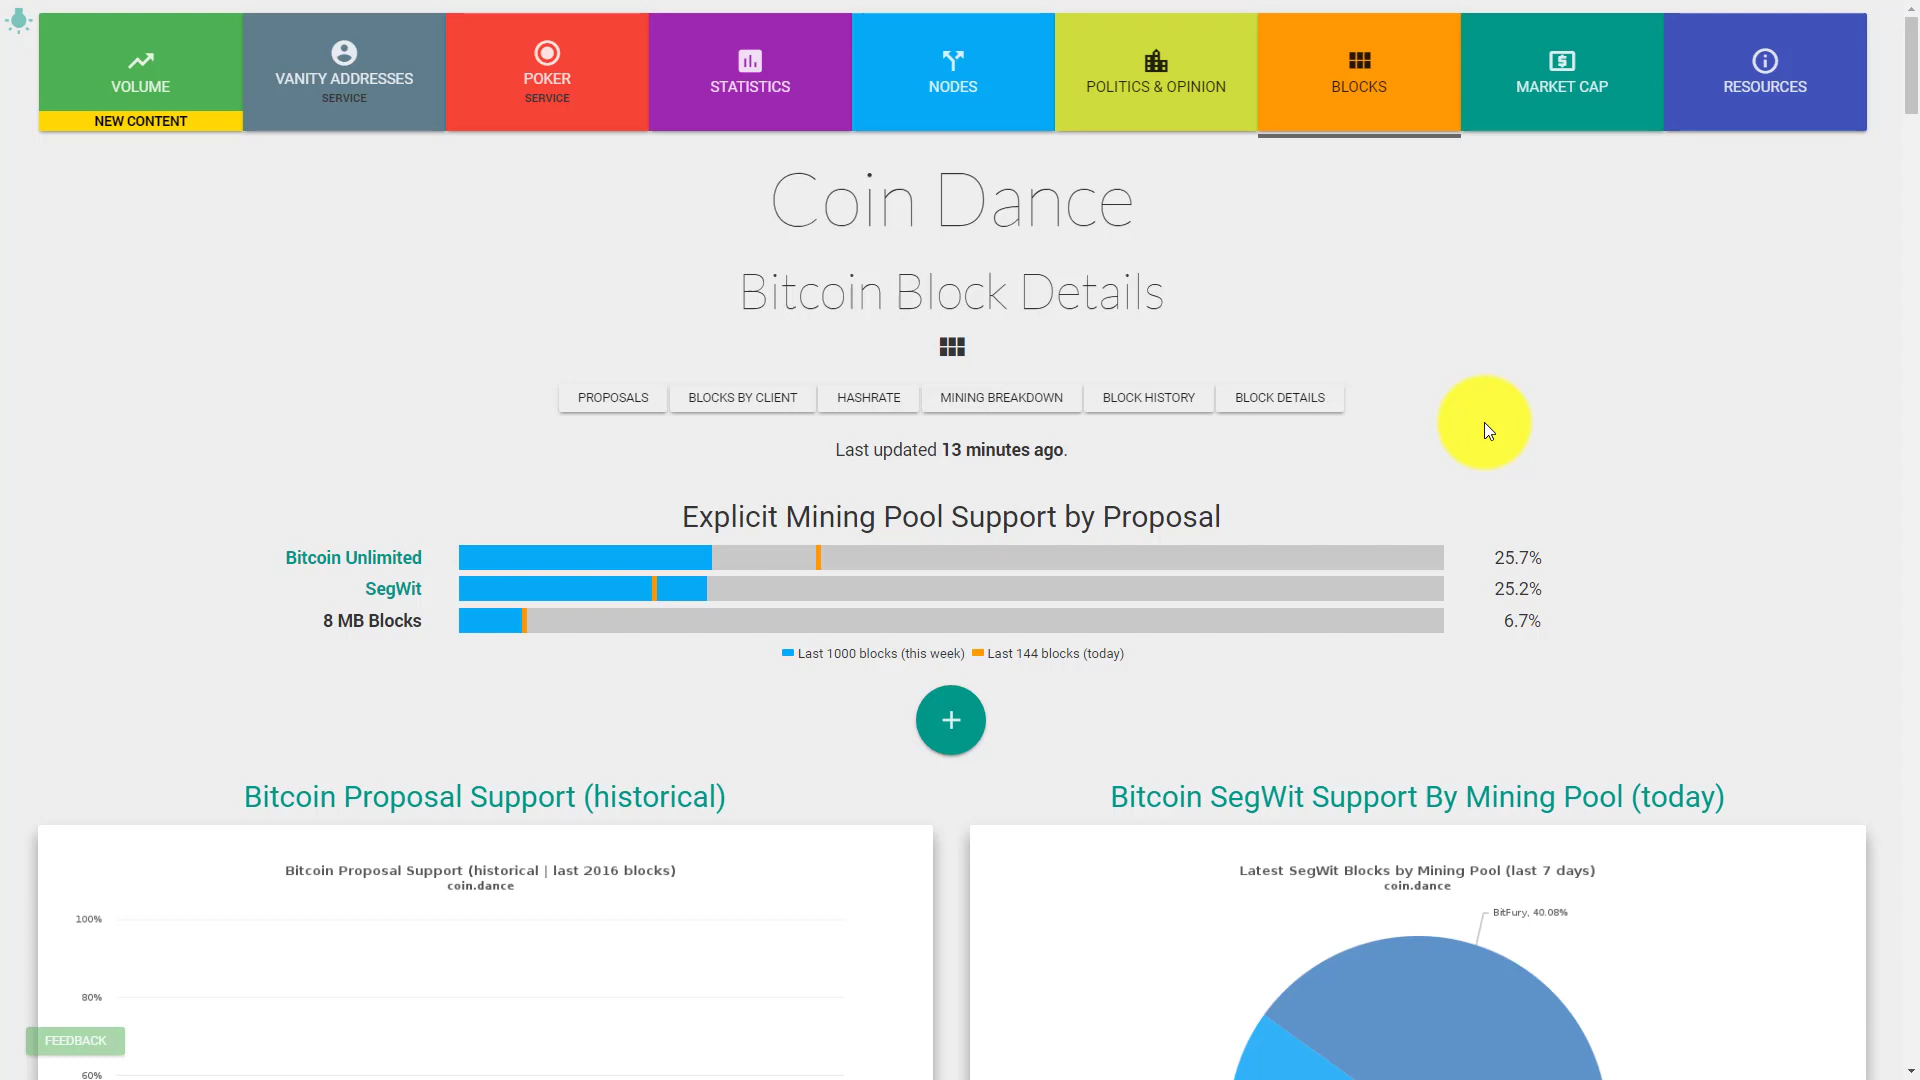 VOLUME
NEW CONTENT
VANITY ADDRESSES
SERVICE
POKER
SERVICE
STATISTICS
NODES
POLITICS & OPINION
BLOCKS
MARKET CAP
RESOURCES
Coin Dance
Bitcoin Block Details
PROPOSALS
BLOCKS BY CLIENT
HASHRATE
MINING BREAKDOWN
BLOCK HISTORY
BLOCK DETAILS
Last updated 13 minutes ago.
Explicit Mining Pool Support by Proposal
Bitcoin Unlimited 25.7%
SegWit 25.2%
8 MB Blocks 6.7%
Last 1000 blocks (this week) Last 144 blocks (today)
Bitcoin Proposal Support (historical)
Bitcoin Proposal Support (historical | last 2016 blocks)
coin.dance
100%
80%
60%
FEEDBACK
Bitcoin SegWit Support By Mining Pool (today)
Latest SegWit Blocks by Mining Pool (last 7 days)
coin.dance
BitFury, 40.08%